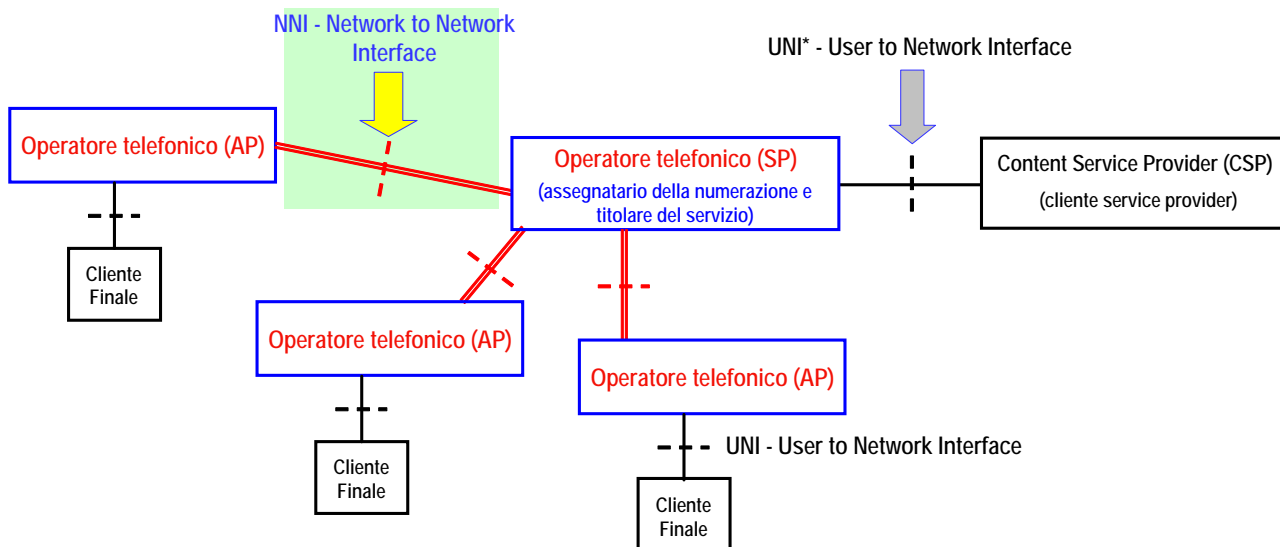 NNI - Network to Network
Interface
UNI* - User to Network Interface
Operatore telefonico (AP)
Operatore telefonico (SP)
(assegnatario della numerazione e
titolare del servizio)
Content Service Provider (CSP)
(cliente service provider)
Cliente
Finale
Operatore telefonico (AP)
Operatore telefonico (AP)
UNI - User to Network Interface
Cliente
Finale
Cliente
Finale